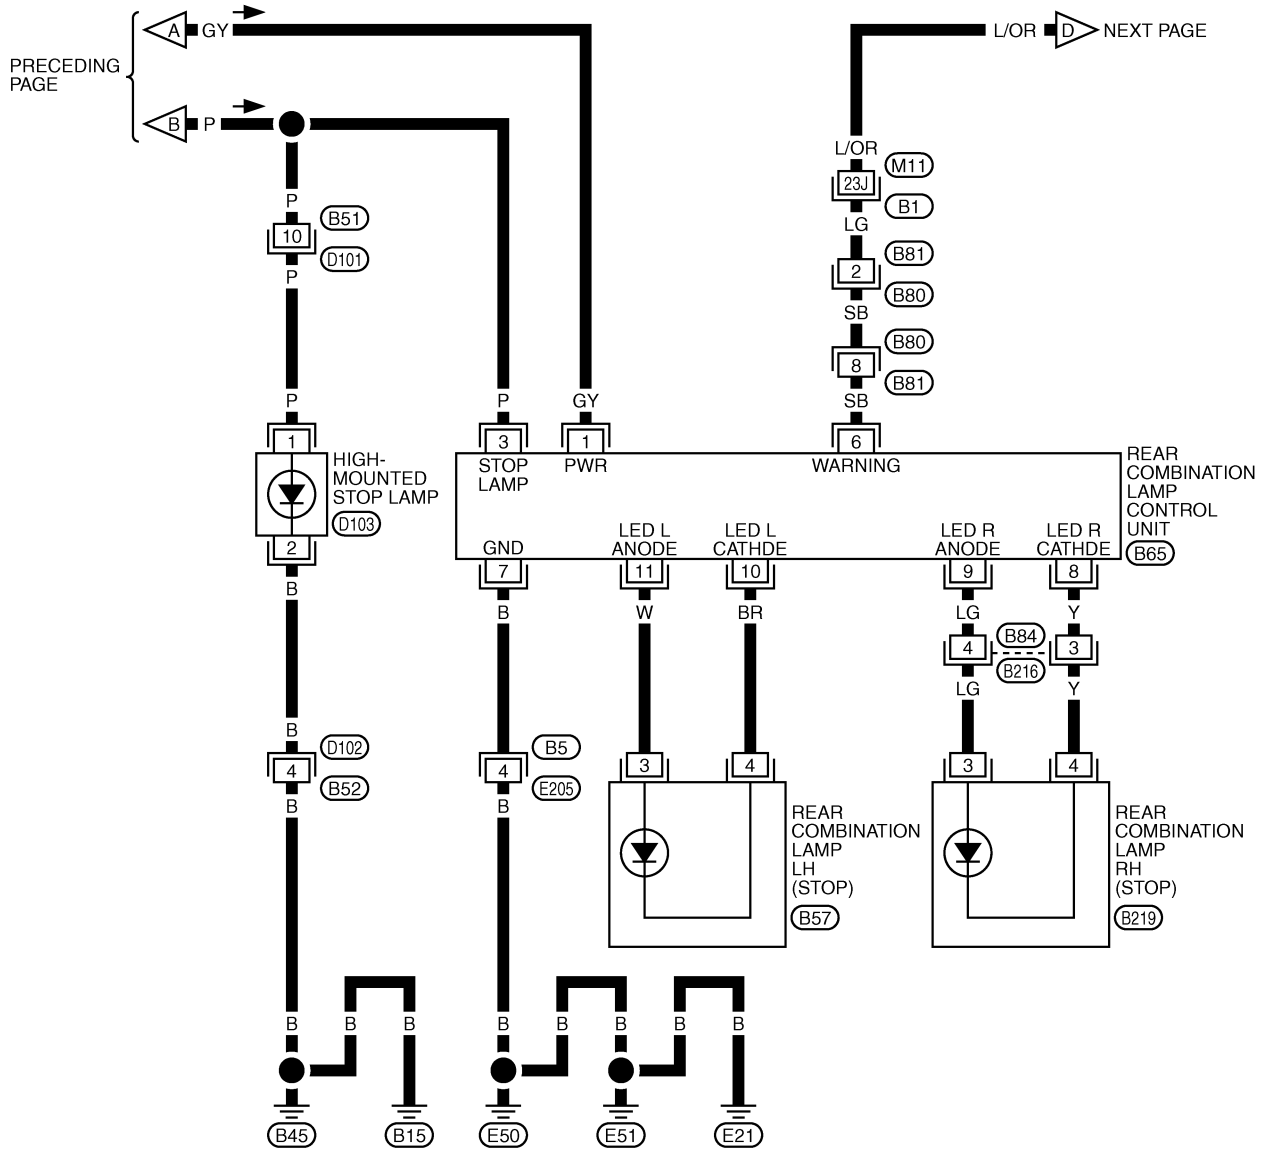 PRECEDING
PAGE
A GY
B P
L/OR D NEXT PAGE
L/OR
23J M11
B1
LG
2 B81
B80
SB
8 B80
B81
SB
P
10 B51
D101
P
P
P
GY
1
3
1
6
STOP
LAMP
PWR
WARNING
REAR
COMBINATION
LAMP
CONTROL
UNIT
B65
HIGH-
MOUNTED
STOP LAMP
D103
2
GND
LED L
ANODE
LED L
CATHDE
LED R
ANODE
LED R
CATHDE
7
11
10
9
8
B
B
W
BR
LG
Y
4
B84
B216
3
LG
Y
B
4 D102
B52
B
4 B5
E205
B
3
4
3
4
REAR
COMBINATION
LAMP
LH
(STOP)
B57
REAR
COMBINATION
LAMP
RH
(STOP)
B219
B
B
B
B
B
B
B
B
B45
B15
E50
E51
E21